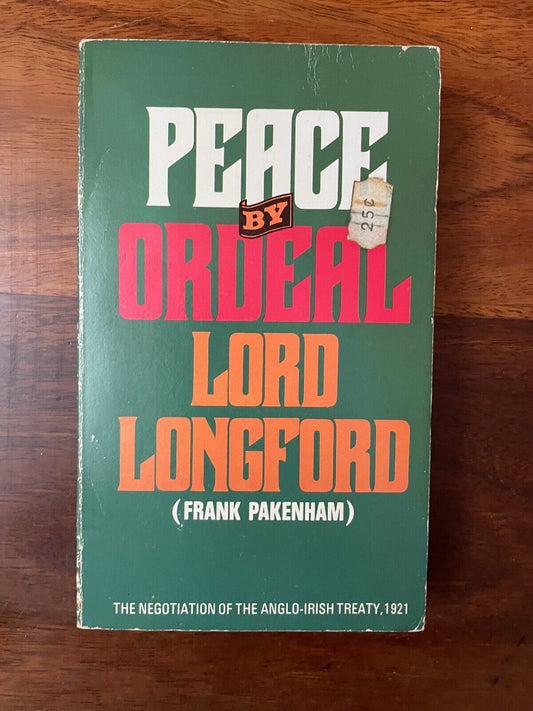 PEACE
BY
25¢
ORDEAL
LORD
LONGFORD
(FRANK PAKENHAM)
THE NEGOTIATION OF THE ANGLO-IRISH TREATY, 1921